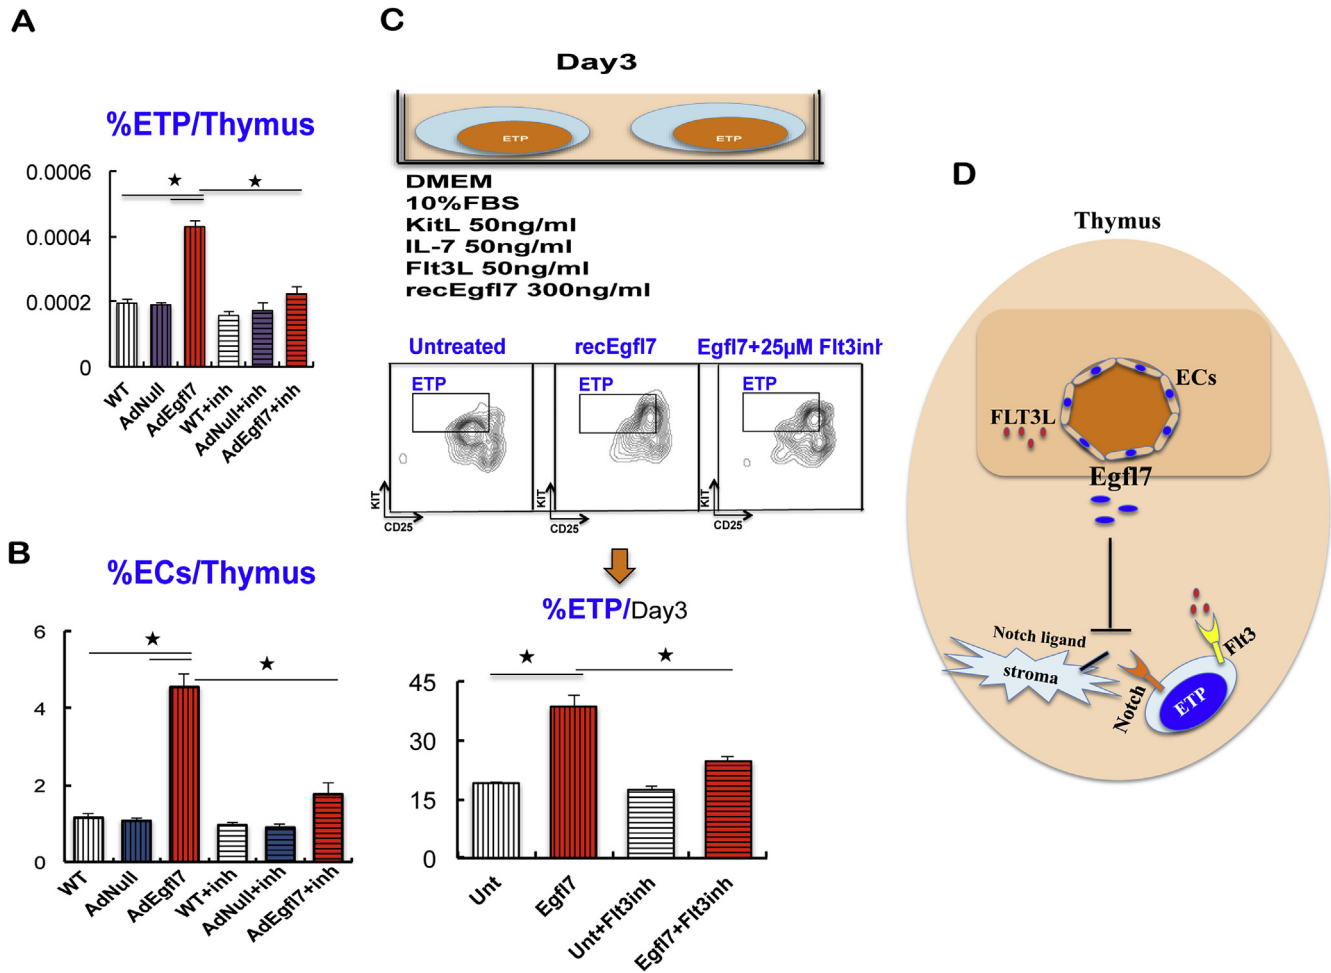 A
%ETP/Thymus
0.0006
0.0004
0.0002
0
WT
AdNull
AdEgfl7
WT+inh
AdNull+inh
AdEgfl7+inh
B
%ECs/Thymus
6
4
2
0
WT
AdNull
AdEgfl7
WT+inh
AdNull+inh
AdEgfl7+inh
C
Day3
ETP
ETP
DMEM
10%FBS
KitL 50ng/ml
IL-7 50ng/ml
Flt3L 50ng/ml
recEgfl7 300ng/ml
Untreated
recEgfl7
Egfl7+25µM Flt3inh
ETP
ETP
ETP
KIT
CD25
KIT
CD25
KIT
CD25
%ETP/Day3
45
30
15
0
Unt
Egfl7
Unt+Flt3inh
Egfl7+Flt3inh
D
Thymus
ECs
FLT3L
Egfl7
Notch ligand
stroma
Notch
Flt3
ETP